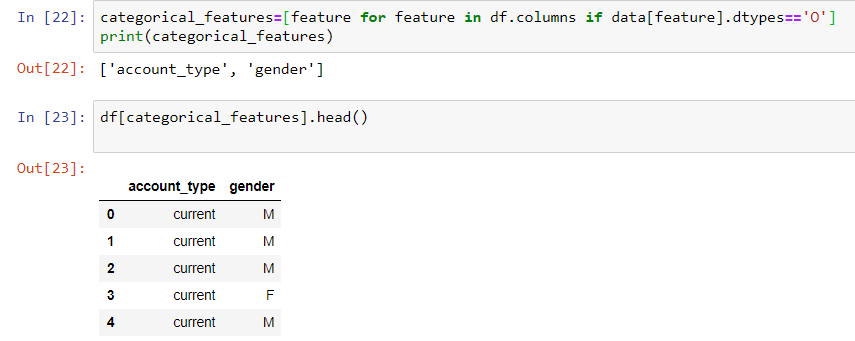 In [22]: categorical_features=[feature for feature in df.columns if data[feature].dtypes=='O']
print(categorical_features)
Out[22]: ['account_type', 'gender']
In [23]: df[categorical_features].head()
Out[23]:
account_type gender
0 current M
1 current M
2 current M
3 current F
4 current M